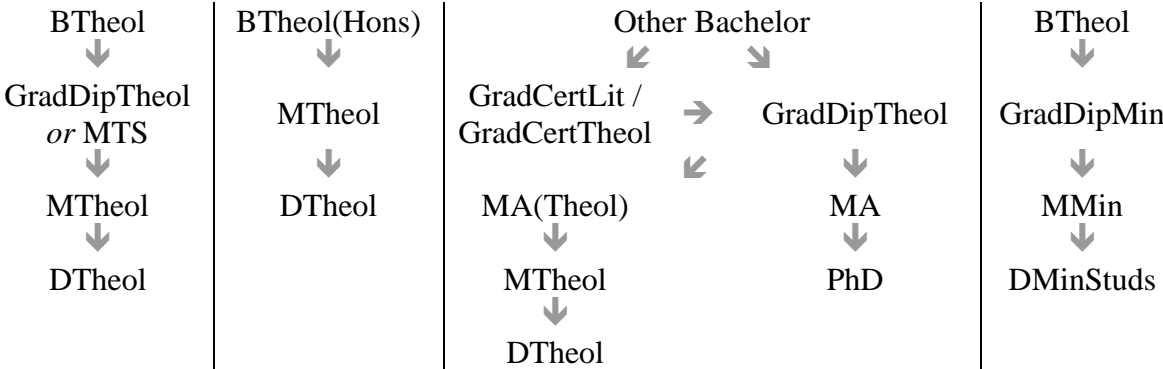 BTheol
GradDipTheol
or MTS
MTheol
DTheol
BTheol(Hons)
MTheol
DTheol
Other Bachelor
GradCertLit /
GradCertTheol
GradDipTheol
MA(Theol)
MA
MTheol
PhD
DTheol
BTheol
GradDipMin
MMin
DMinStuds